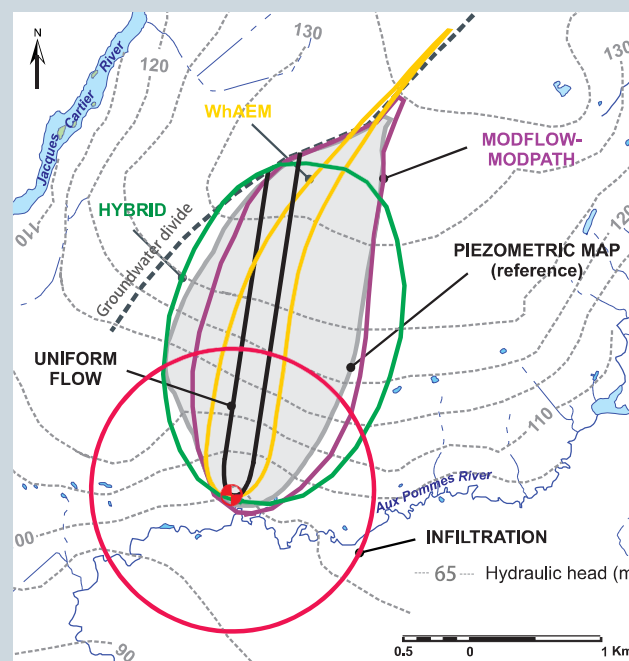 N
130
130
120
Jacques Cartier River
WhAEM
MODFLOW-
MODPATH
HYBRID
110
120
Groundwater divide
PIEZOMETRIC MAP
(reference)
UNIFORM
FLOW
110
Aux Pommes River
00
INFILTRATION
65 Hydraulic head (m
90
0.5 0 1 Km